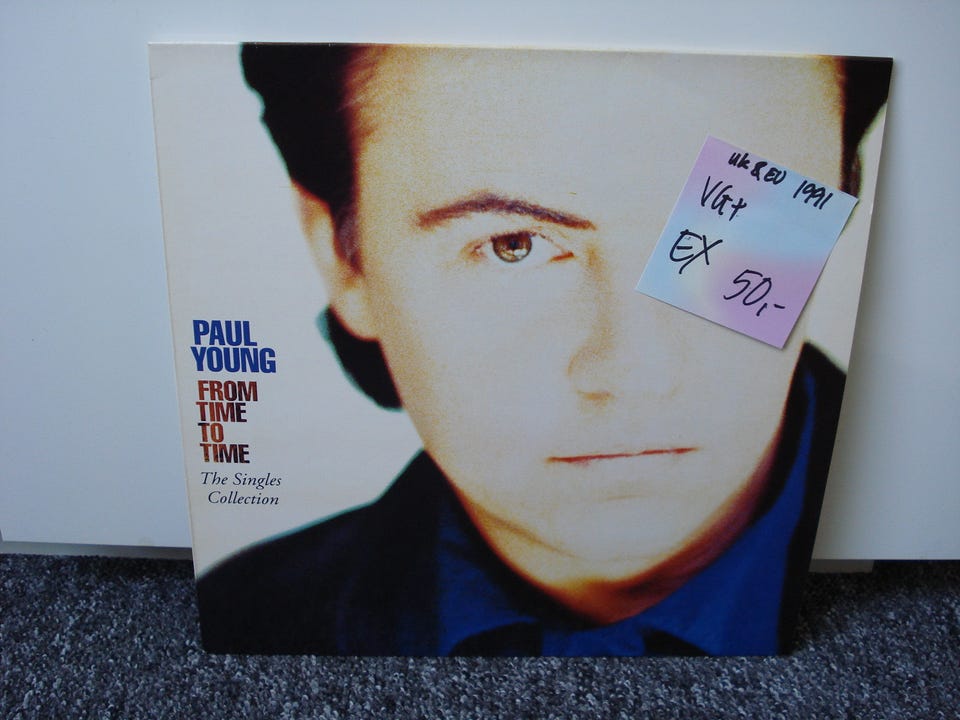 PAUL
YOUNG
FROM
TIME
TO
TIME
The Singles
Collection
uk & EU 1991
VG+
EX
50,-